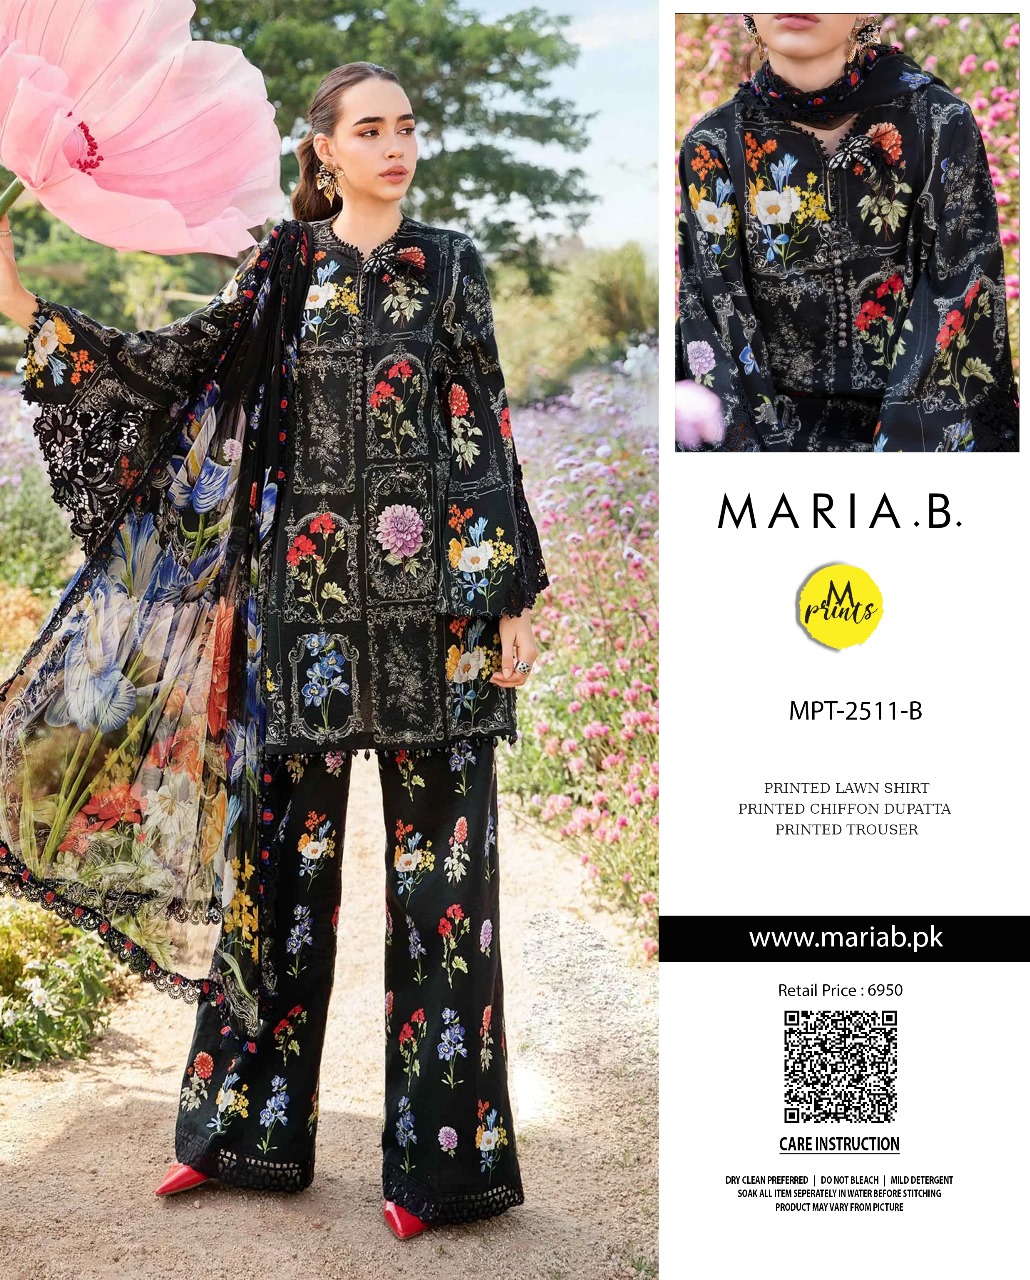 MARIA.B.
M
prints
MPT-2511-B
PRINTED LAWN SHIRT
PRINTED CHIFFON DUPATTA
PRINTED TROUSER
www.mariab.pk
Retail Price : 6950
CARE INSTRUCTION
DRY CLEAN PREFERRED | DO NOT BLEACH | MILD DETERGENT
SOAK ALL ITEM SEPERATELY IN WATER BEFORE STITCHING
PRODUCT MAY VARY FROM PICTURE